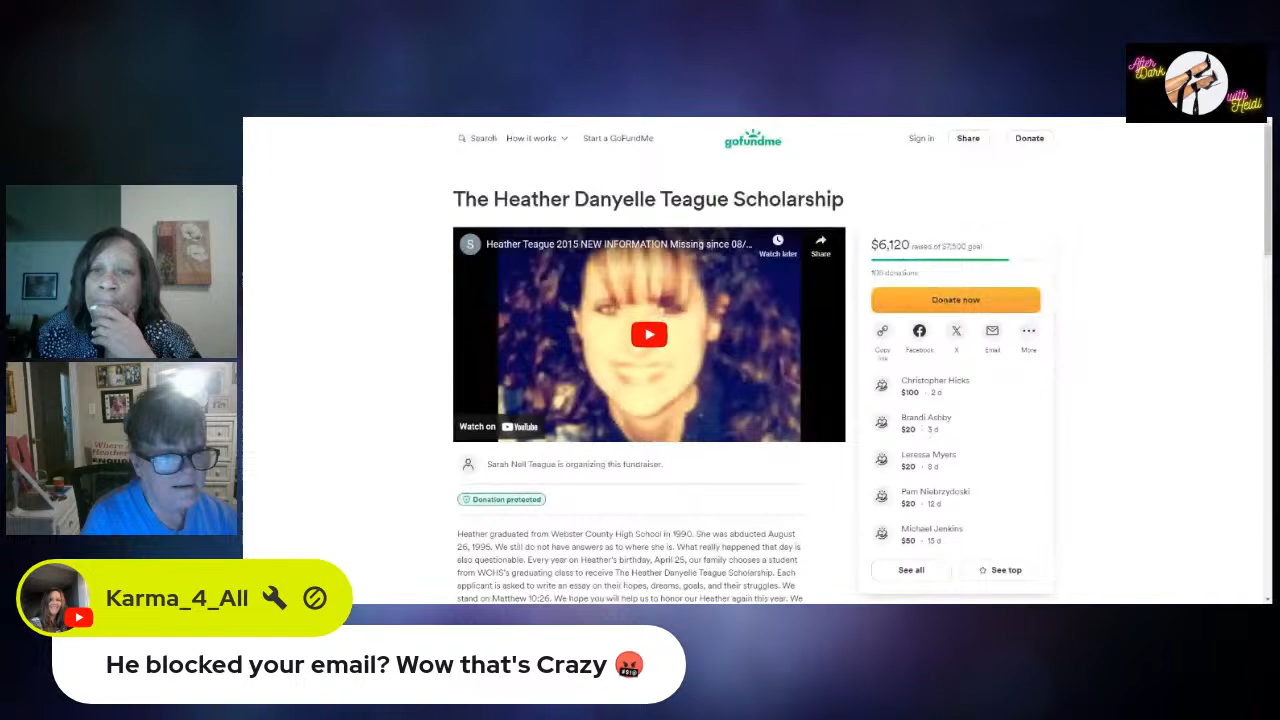 After
Dark
with
Heidi
Search
How it works
Start a GoFundMe
gofundme
Sign in
Share
Donate
The Heather Danyelle Teague Scholarship
S
Heather Teague 2015 NEW INFORMATION Missing since 08/...
Watch later
Share
Watch on YouTube
$6,120 raised of $7,500 goal
donations
Donate now
Copy
link
Facebook
X
Email
More
Christopher Hicks
$100 · 2 d
Brandi Ashby
$20 · 3 d
Leressa Myers
$20 ·
Pam Niebrzydoski
$20 · 12 d
Michael Jenkins
$50 · 15 d
See all
See top
Sarah Nell Teague is organizing this fundraiser.
Donation protected
Heather graduated from Webster County High School in 1990. She was abducted August
26, 1995. We still do not have answers as to where she is. What really happened that day is
also questionable. Every year on Heather's birthday, April 25, our family chooses a student
from WCHS's graduating class to receive The Heather Danyelle Teague Scholarship. Each
applicant is asked to write an essay on their hopes, dreams, goals, and their struggles. We
stand on Matthew 10:26. We hope you will help us to honor our Heather again this year. We
Karma_4_All
He blocked your email? Wow that's Crazy 🤬